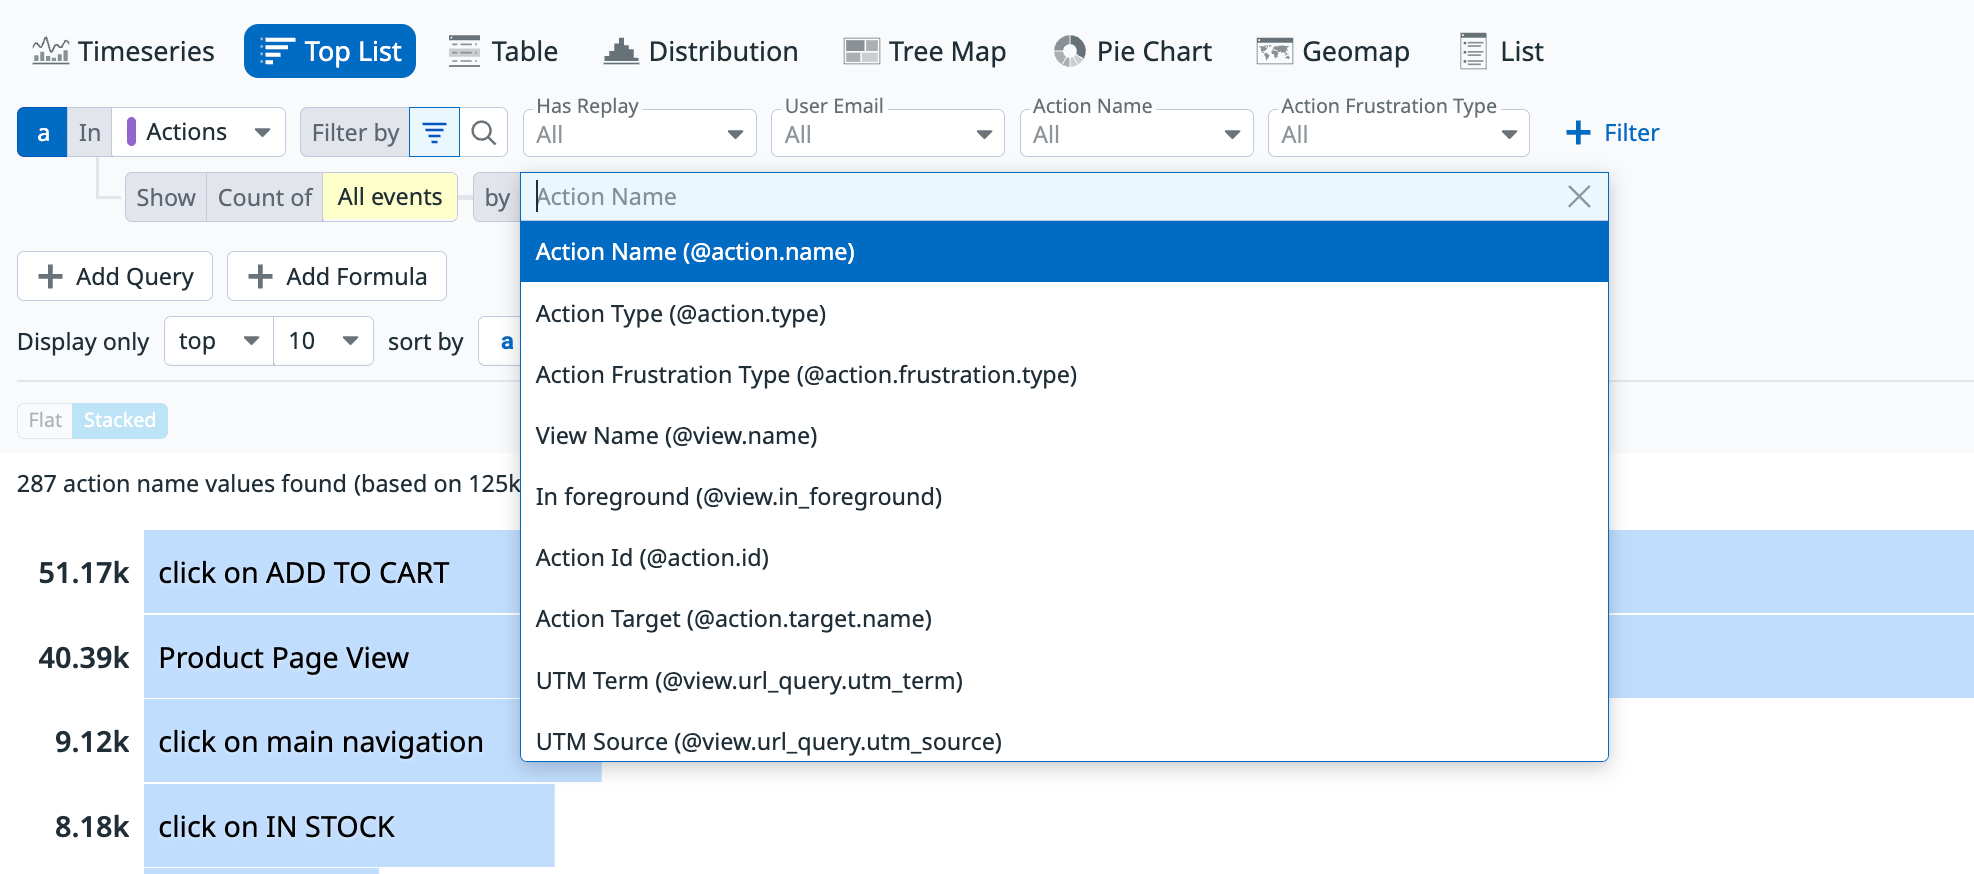 Timeseries Top List Table Distribution Tree Map Pie Chart Geomap List
Has Replay User Email Action Name Action Frustration Type
a In Actions Filter by All All All All + Filter
Show Count of All events by Action Name
Action Name (@action.name)
+ Add Query + Add Formula
Action Type (@action.type)
Display only top 10 sort by a
Action Frustration Type (@action.frustration.type)
Flat Stacked
View Name (@view.name)
287 action name values found (based on 125k
In foreground (@view.in_foreground)
51.17k click on ADD TO CART
Action Id (@action.id)
Action Target (@action.target.name)
40.39k Product Page View
UTM Term (@view.url_query.utm_term)
9.12k click on main navigation
UTM Source (@view.url_query.utm_source)
8.18k click on IN STOCK